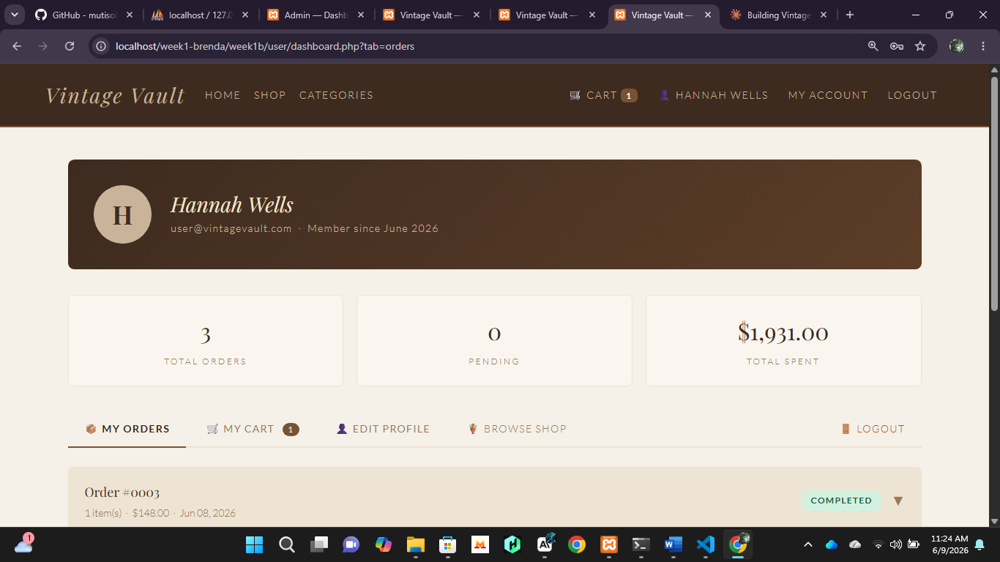 GitHub - mutiso
localhost / 127.0
Admin — Dashb
Vintage Vault —
Vintage Vault —
Vintage Vault —
Building Vintage
localhost/week1-brenda/week1b/user/dashboard.php?tab=orders
Vintage Vault HOME SHOP CATEGORIES CART 1 HANNAH WELLS MY ACCOUNT LOGOUT
H
Hannah Wells
user@vintagevault.com · Member since June 2026
3
TOTAL ORDERS
0
PENDING
$1,931.00
TOTAL SPENT
MY ORDERS MY CART 1 EDIT PROFILE BROWSE SHOP LOGOUT
Order #0003
1 item(s) · $148.00 · Jun 08, 2026
COMPLETED ▼
1
11:24 AM
6/9/2026